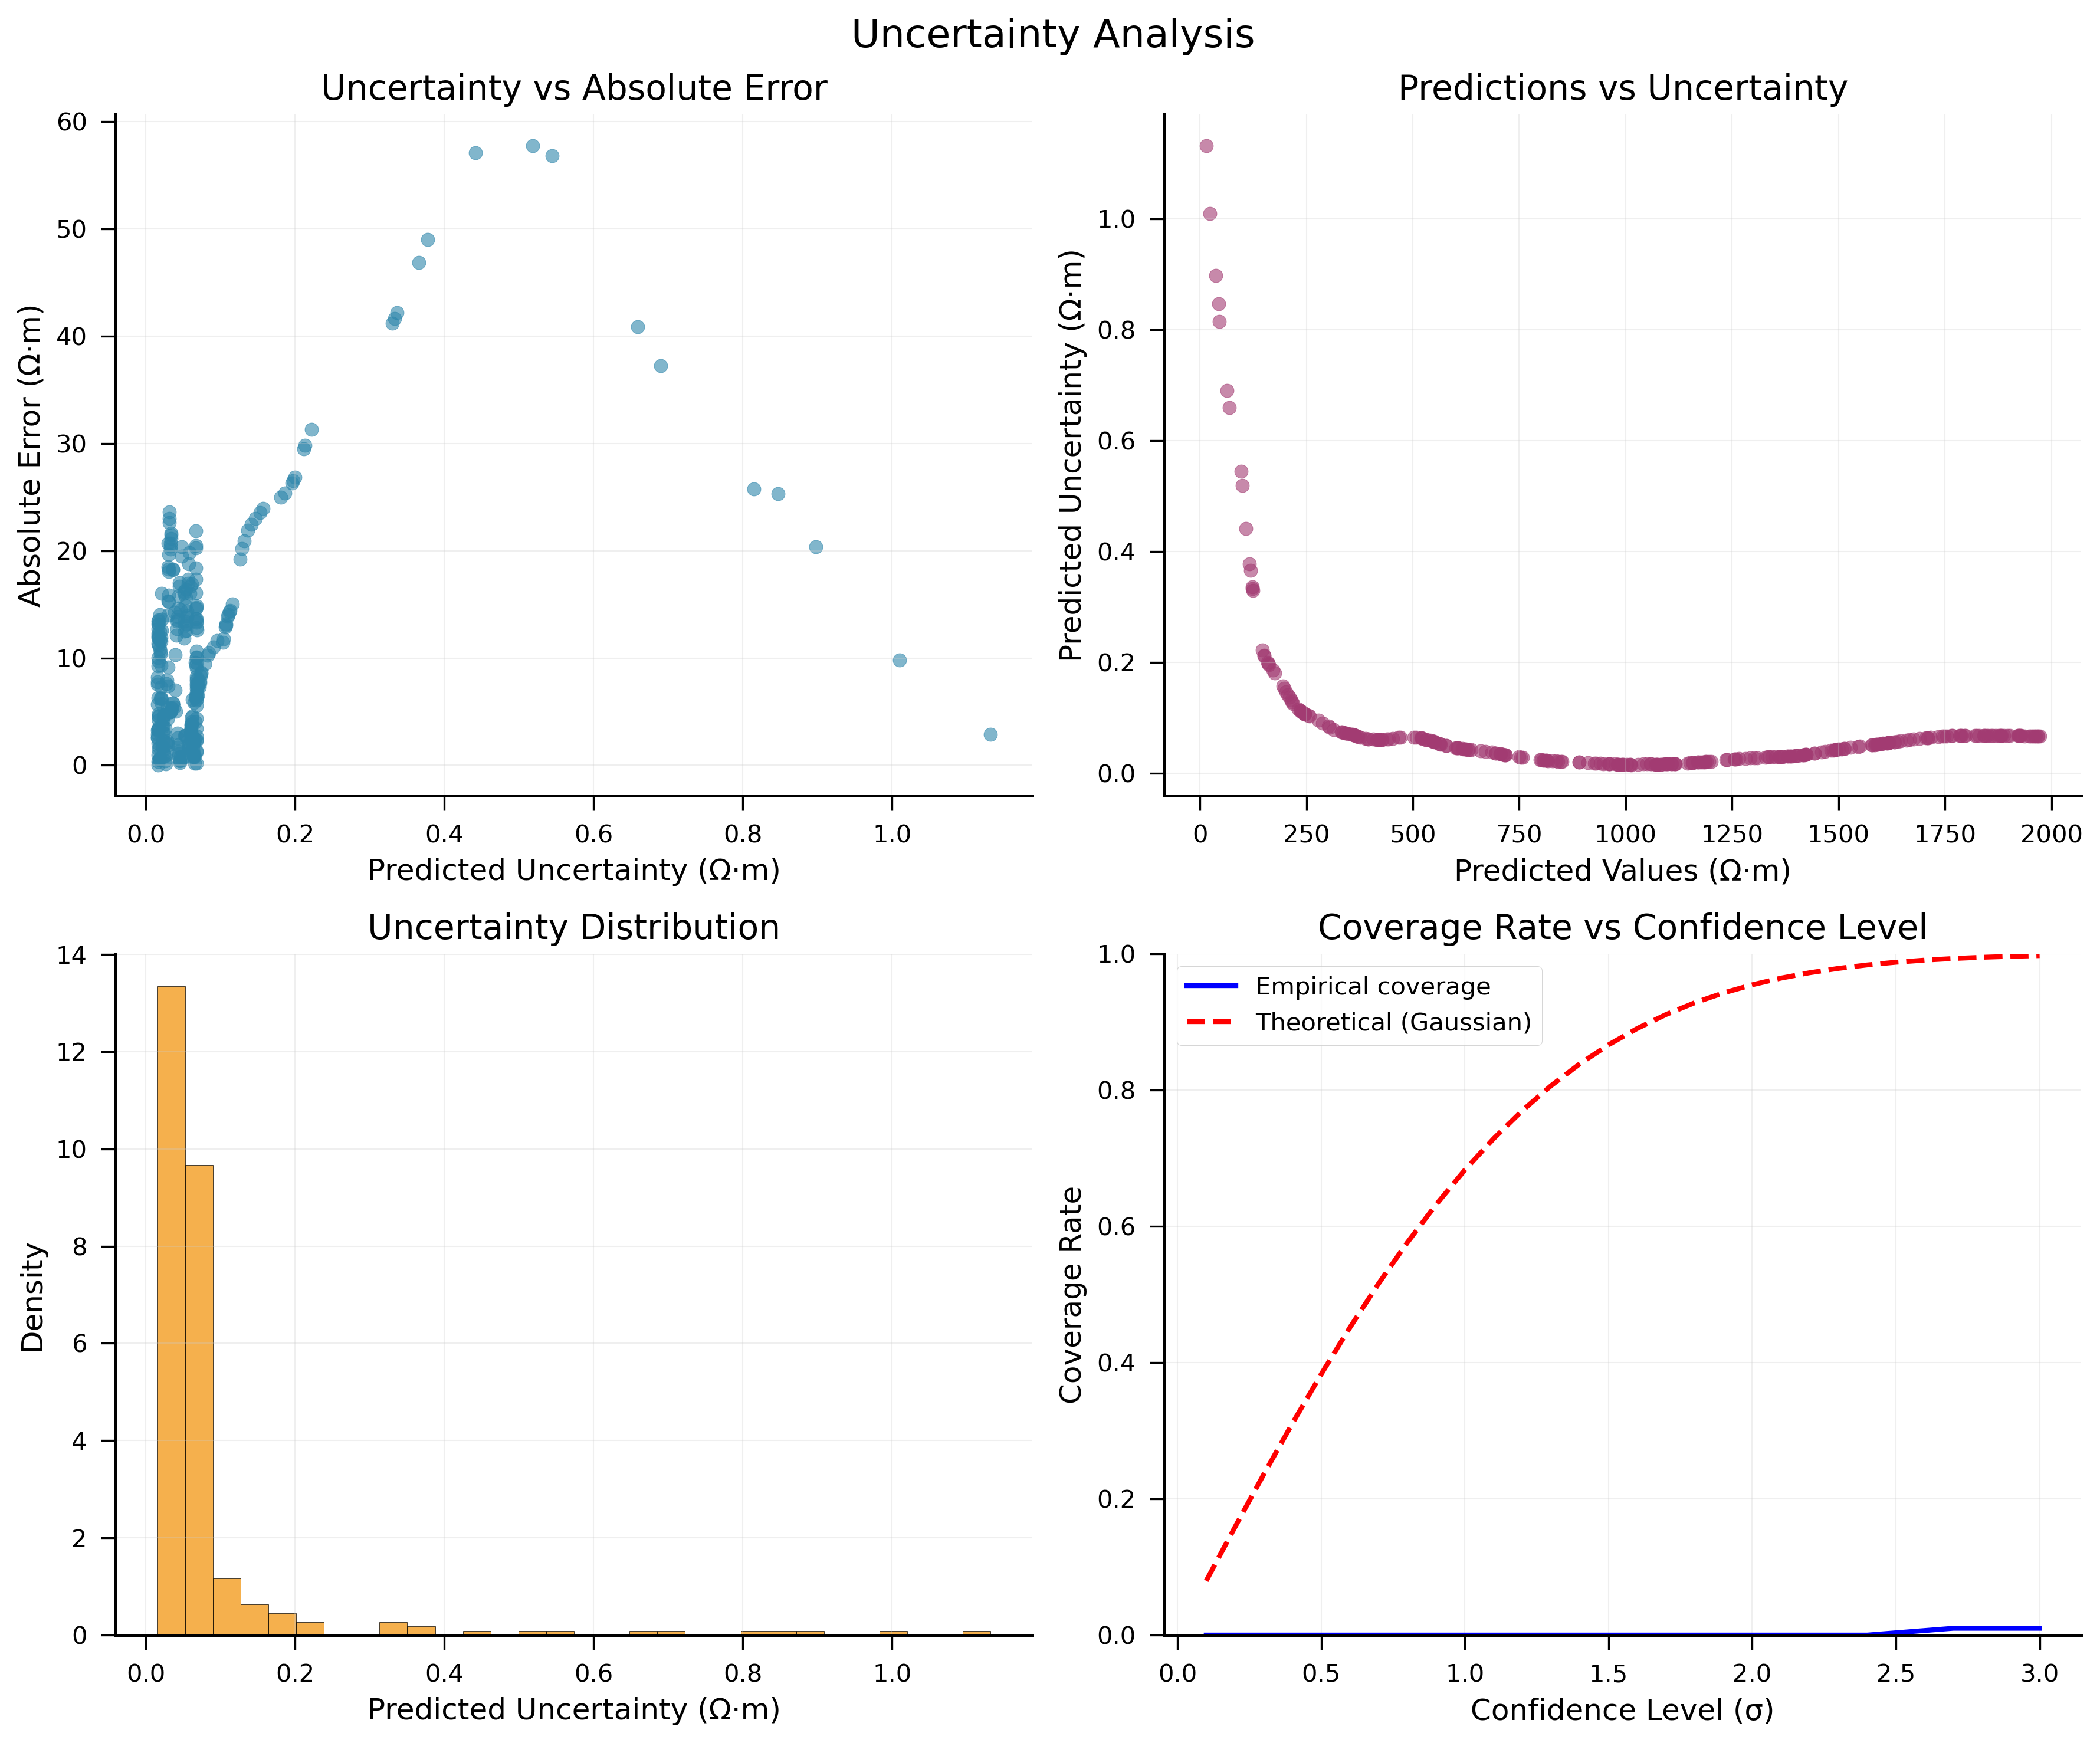 Uncertainty Analysis
Uncertainty vs Absolute Error
60
50
40
30
20
10
0
Absolute Error (Ω·m)
0.0 0.2 0.4 0.6 0.8 1.0
Predicted Uncertainty (Ω·m)
Predictions vs Uncertainty
1.0
0.8
0.6
0.4
0.2
0.0
Predicted Uncertainty (Ω·m)
0 250 500 750 1000 1250 1500 1750 2000
Predicted Values (Ω·m)
Uncertainty Distribution
14
12
10
8
6
4
2
0
Density
0.0 0.2 0.4 0.6 0.8 1.0
Predicted Uncertainty (Ω·m)
Coverage Rate vs Confidence Level
1.0
0.8
0.6
0.4
0.2
0.0
Coverage Rate
Empirical coverage
Theoretical (Gaussian)
0.0 0.5 1.0 1.5 2.0 2.5 3.0
Confidence Level (σ)